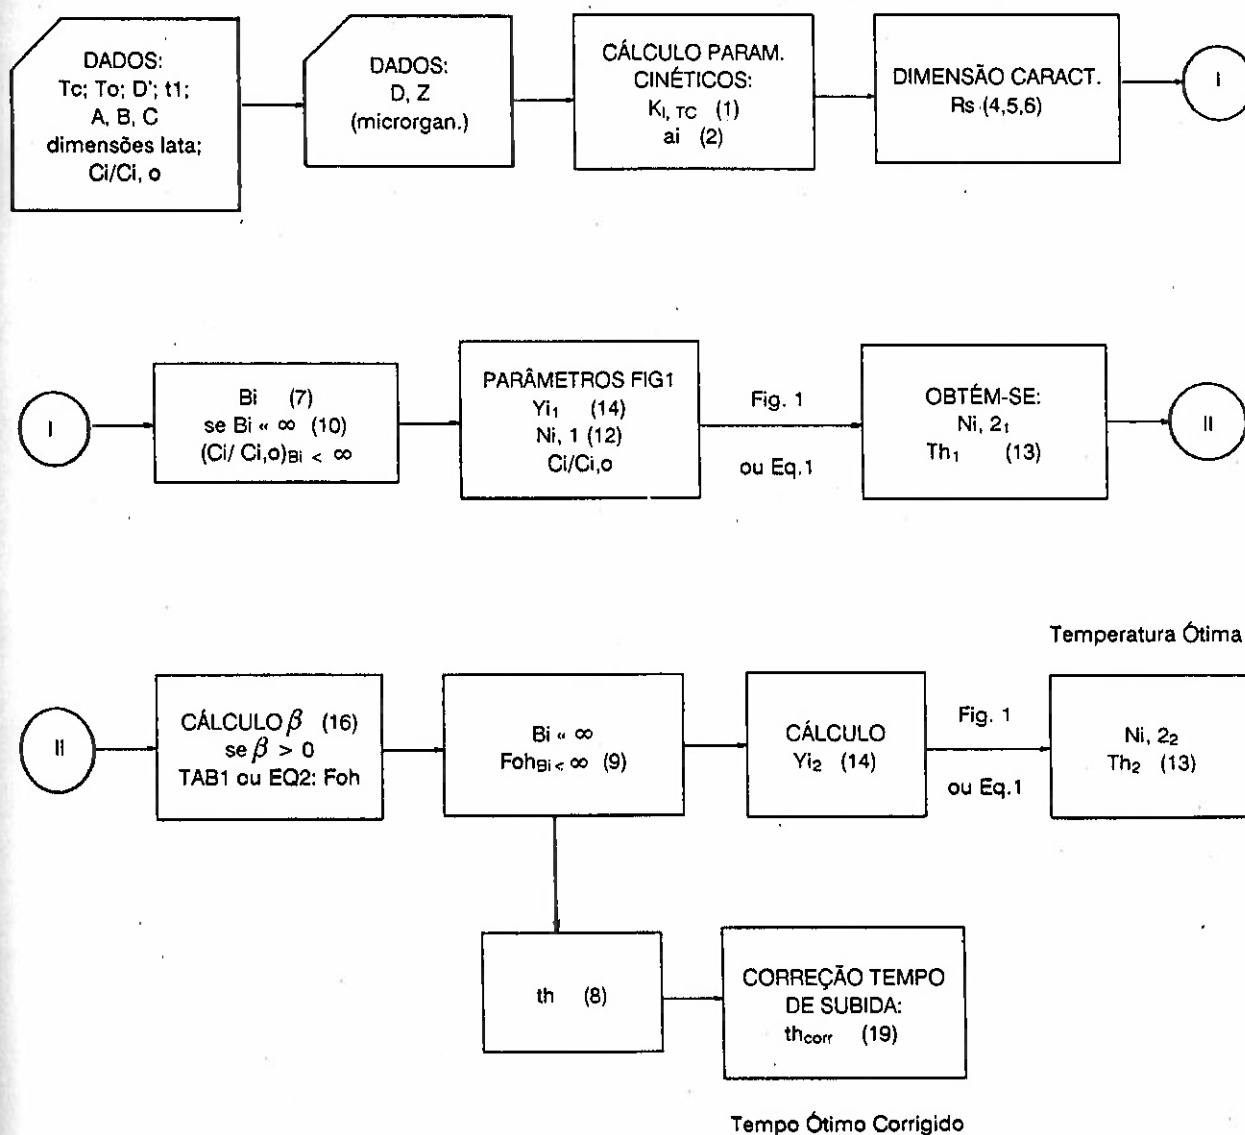 DADOS:
Tc; To; D'; t1;
A, B, C
dimensões lata;
Ci/Ci, o
DADOS:
D, Z
(microrgan.)
CÁLCULO PARAM.
CINÉTICOS:
KI, TC (1)
ai (2)
DIMENSÃO CARACT.
Rs (4,5,6)
I
I
Bi (7)
se Bi « ∞ (10)
(Ci/ Ci,o)Bi < ∞
PARÂMETROS FIG1
Yi₁ (14)
Ni, 1 (12)
Ci/Ci,o
Fig. 1
ou Eq.1
OBTÉM-SE:
Ni, 2₁
Th₁ (13)
II
Temperatura Ótima
II
CÁLCULO β (16)
se β > 0
TAB1 ou EQ2: Foh
Bi « ∞
FohBi < ∞ (9)
CÁLCULO
Yi₂ (14)
Fig. 1
ou Eq.1
Ni, 2₂
Th₂ (13)
th (8)
CORREÇÃO TEMPO
DE SUBIDA:
thcorr (19)
Tempo Ótimo Corrigido